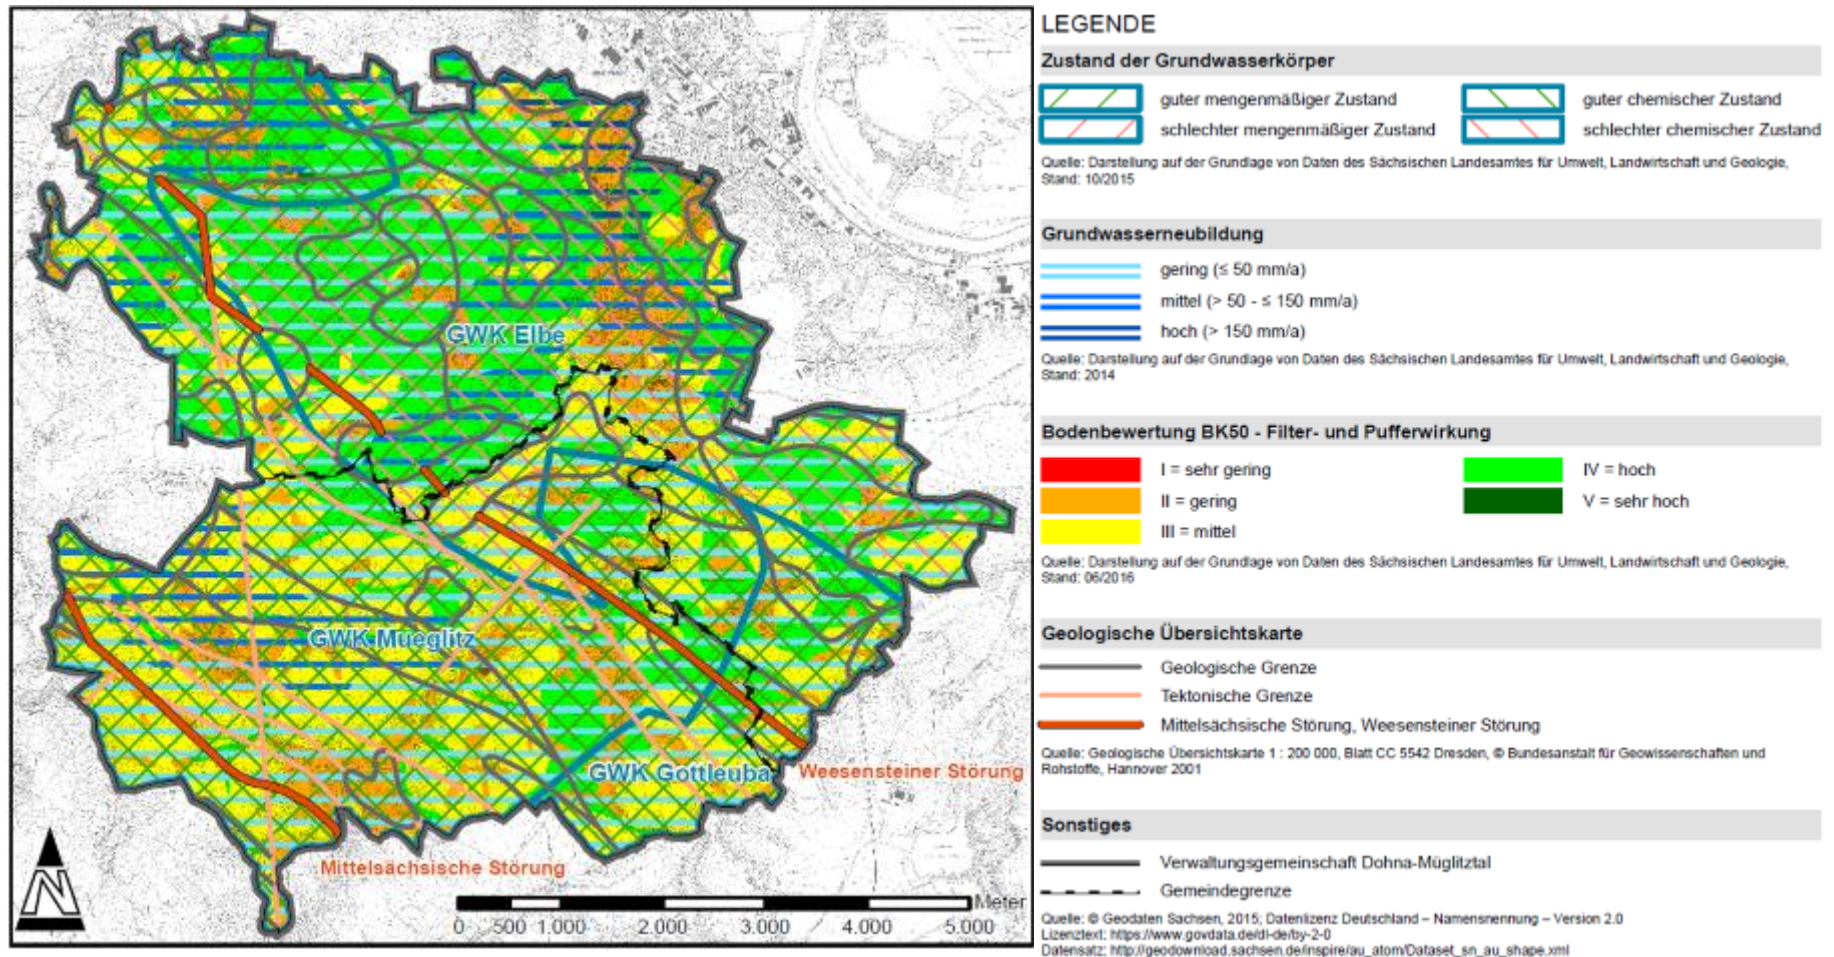 GWK Elbe
GWK Mueglitz
GWK Gottleuba
Weesensteiner Störung
Mittelsächsische Störung
N
Meter
0 500 1.000 2.000 3.000 4.000 5.000
LEGENDE
Zustand der Grundwasserkörper
guter mengenmäßiger Zustand
guter chemischer Zustand
schlechter mengenmäßiger Zustand
schlechter chemischer Zustand
Quelle: Darstellung auf der Grundlage von Daten des Sächsischen Landesamtes für Umwelt, Landwirtschaft und Geologie,
Stand: 10/2015
Grundwasserneubildung
gering (≤ 50 mm/a)
mittel (> 50 - ≤ 150 mm/a)
hoch (> 150 mm/a)
Quelle: Darstellung auf der Grundlage von Daten des Sächsischen Landesamtes für Umwelt, Landwirtschaft und Geologie,
Stand: 2014
Bodenbewertung BK50 - Filter- und Pufferwirkung
I = sehr gering
IV = hoch
II = gering
V = sehr hoch
III = mittel
Quelle: Darstellung auf der Grundlage von Daten des Sächsischen Landesamtes für Umwelt, Landwirtschaft und Geologie,
Stand: 06/2016
Geologische Übersichtskarte
Geologische Grenze
Tektonische Grenze
Mittelsächsische Störung, Weesensteiner Störung
Quelle: Geologische Übersichtskarte 1 : 200 000, Blatt CC 5542 Dresden, © Bundesanstalt für Geowissenschaften und
Rohstoffe, Hannover 2001
Sonstiges
Verwaltungsgemeinschaft Dohna-Müglitztal
Gemeindegrenze
Quelle: © Geodaten Sachsen, 2015; Datenlizenz Deutschland – Namensnennung – Version 2.0
Lizenztext: https://www.govdata.de/dl-de/by-2-0
Datensatz: http://geodownload.sachsen.de/inspire/au_atom/Dataset_sn_au_shape.xml